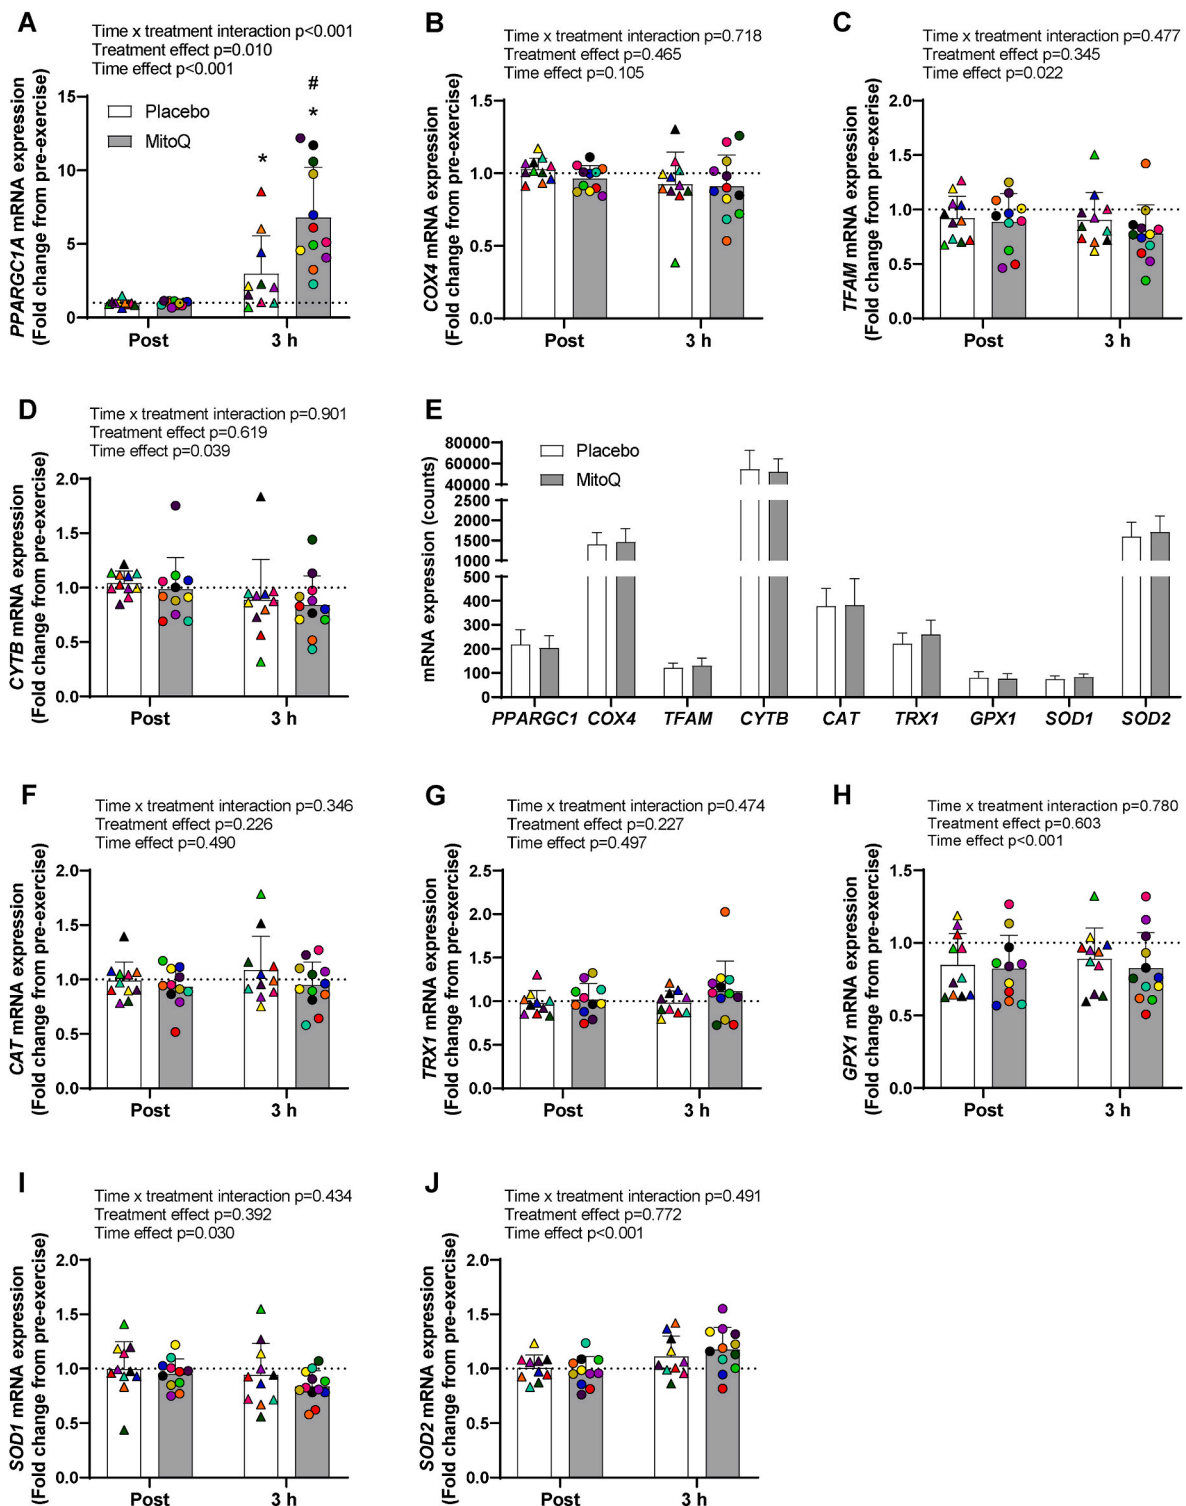 A
Time x treatment interaction p<0.001
Treatment effect p=0.010
Time effect p<0.001
PPARGC1A mRNA expression
(Fold change from pre-exercise)
15
10
5
0
Placebo
MitoQ
*
#
*
Post
3 h
B
Time x treatment interaction p=0.718
Treatment effect p=0.465
Time effect p=0.105
COX4 mRNA expression
(Fold change from pre-exercise)
1.5
1.0
0.5
0.0
Post
3 h
C
Time x treatment interaction p=0.477
Treatment effect p=0.345
Time effect p=0.022
TFAM mRNA expression
(Fold change from pre-exerise)
2.0
1.5
1.0
0.5
0.0
Post
3 h
D
Time x treatment interaction p=0.901
Treatment effect p=0.619
Time effect p=0.039
CYTB mRNA expression
(Fold change from pre-exercise)
2.0
1.5
1.0
0.5
0.0
Post
3 h
E
Placebo
MitoQ
mRNA expression (counts)
80000
60000
40000
2500
2000
1500
1000
500
400
300
200
100
0
PPARGC1
COX4
TFAM
CYTB
CAT
TRX1
GPX1
SOD1
SOD2
F
Time x treatment interaction p=0.346
Treatment effect p=0.226
Time effect p=0.490
CAT mRNA expression
(Fold change from pre-exercise)
2.0
1.5
1.0
0.5
0.0
Post
3 h
G
Time x treatment interaction p=0.474
Treatment effect p=0.227
Time effect p=0.497
TRX1 mRNA expression
(Fold change from pre-exercise)
2.5
2.0
1.5
1.0
0.5
0.0
Post
3 h
H
Time x treatment interaction p=0.780
Treatment effect p=0.603
Time effect p<0.001
GPX1 mRNA expression
(Fold change from pre-exercise)
1.5
1.0
0.5
0.0
Post
3 h
I
Time x treatment interaction p=0.434
Treatment effect p=0.392
Time effect p=0.030
SOD1 mRNA expression
(Fold change from pre-exercise)
2.0
1.5
1.0
0.5
0.0
Post
3 h
J
Time x treatment interaction p=0.491
Treatment effect p=0.772
Time effect p<0.001
SOD2 mRNA expression
(Fold change from pre-exercise)
2.0
1.5
1.0
0.5
0.0
Post
3 h